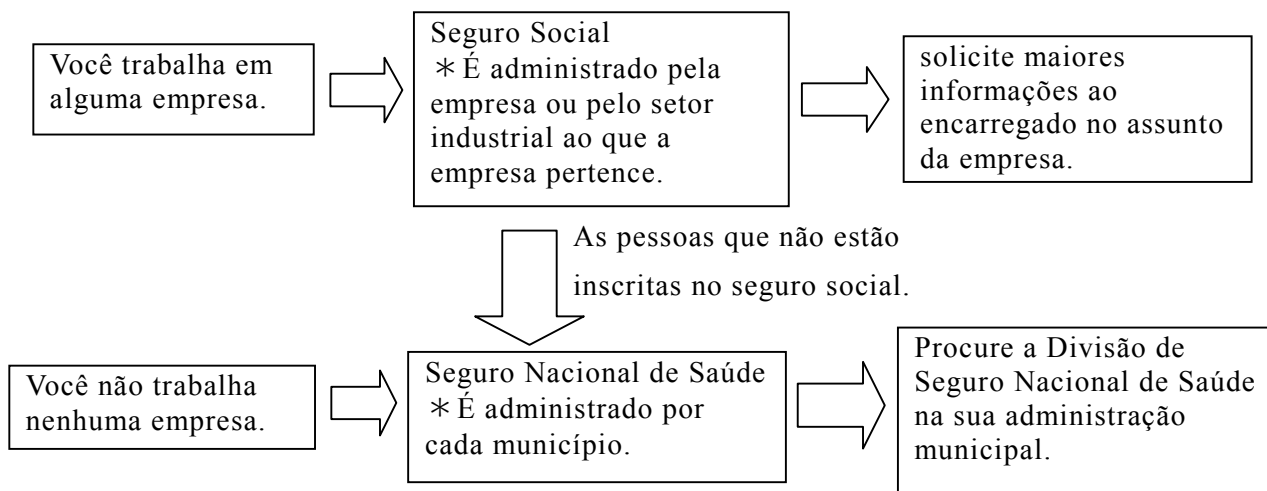 Você trabalha em
alguma empresa.
Seguro Social
＊É administrado pela
empresa ou pelo setor
industrial ao que a
empresa pertence.
solicite maiores
informações ao
encarregado no assunto
da empresa.
As pessoas que não estão
inscritas no seguro social.
Você não trabalha
nenhuma empresa.
Seguro Nacional de Saúde
＊É administrado por
cada município.
Procure a Divisão de
Seguro Nacional de Saúde
na sua administração
municipal.